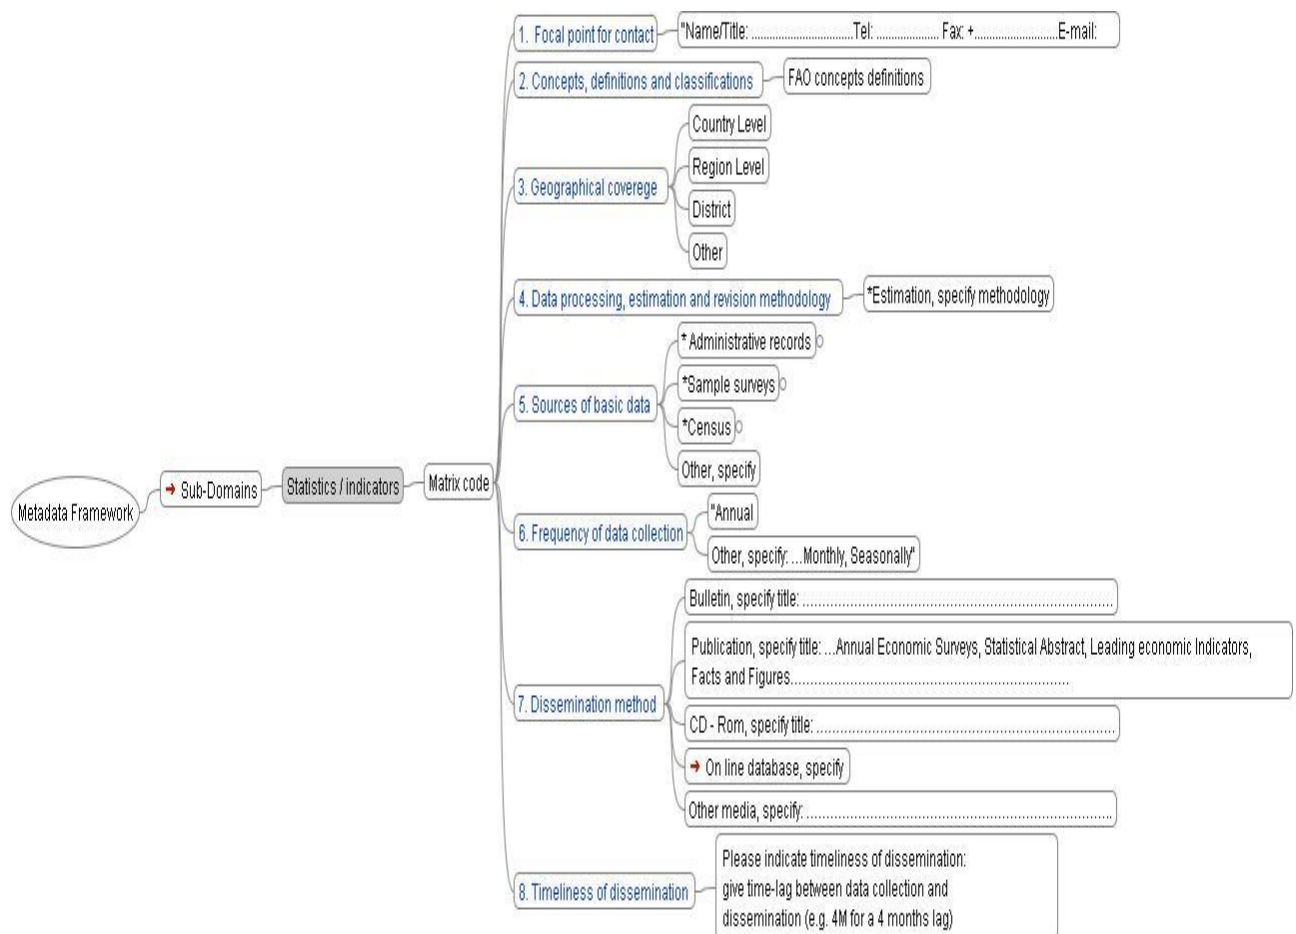 1. Focal point for contact
"Name/Title: ................................Tel: .................... Fax: +..........................E-mail:
2. Concepts, definitions and classifications
FAO concepts definitions
3. Geographical coverege
Country Level
Region Level
District
Other
4. Data processing, estimation and revision methodology
*Estimation, specify methodology
5. Sources of basic data
* Administrative records
*Sample surveys
*Census
Other, specify
Metadata Framework
Sub-Domains
Statistics / indicators
Matrix code
6. Frequency of data collection
"Annual
Other, specify: ...Monthly, Seasonally"
7. Dissemination method
Bulletin, specify title: ....................................................................................................
Publication, specify title: ...Annual Economic Surveys, Statistical Abstract, Leading economic Indicators,
Facts and Figures.........................................................................................
CD - Rom, specify title: ................................................................................................
On line database, specify
Other media, specify: ...................................................................................................
8. Timeliness of dissemination
Please indicate timeliness of dissemination:
give time-lag between data collection and
dissemination (e.g. 4M for a 4 months lag)